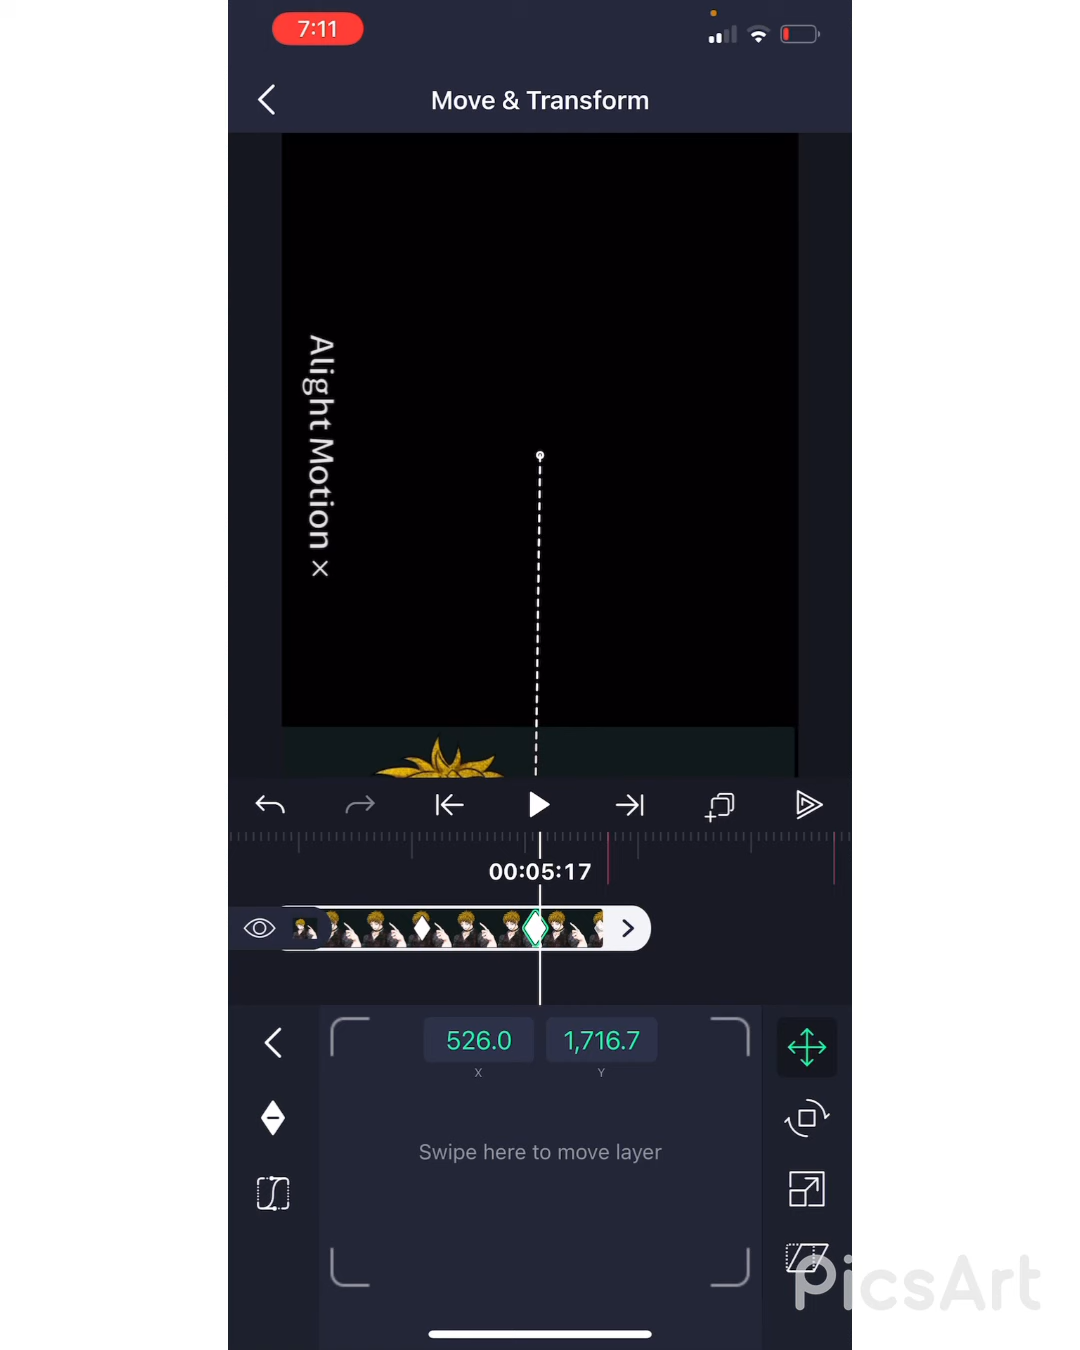 7:11
Move & Transform
Alight Motion ×
00:05:17
526.0 1,716.7
X Y
Swipe here to move layer
PicsArt